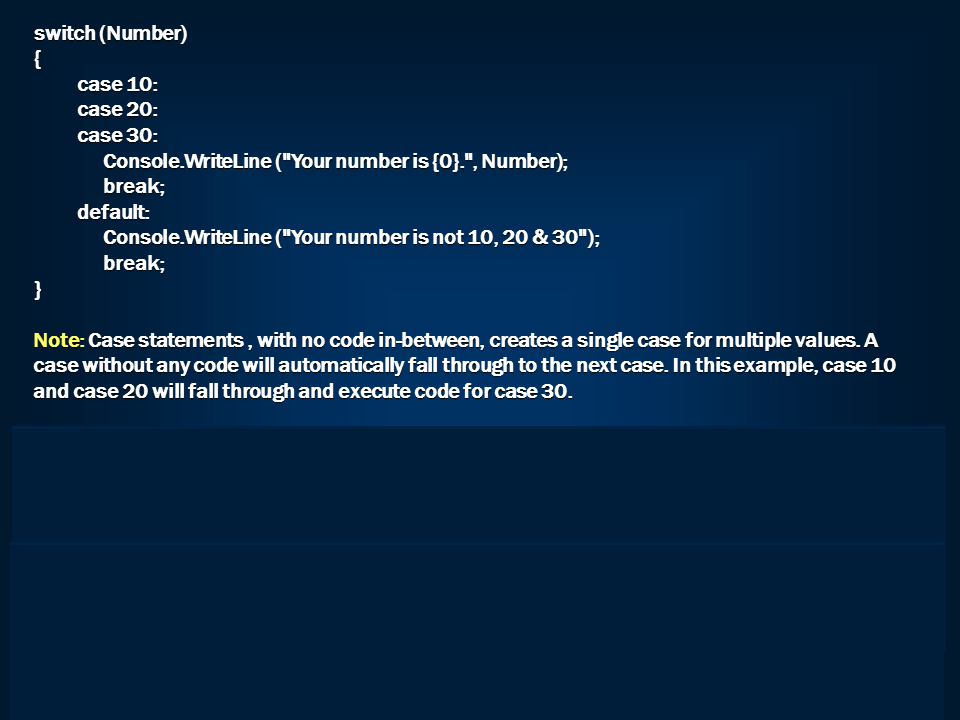 switch (Number)
{
case 10:
case 20:
case 30:
Console.WriteLine ("Your number is {0}.", Number);
break;
default:
Console.WriteLine ("Your number is not 10, 20 & 30");
break;
}
Note: Case statements , with no code in-between, creates a single case for multiple values. A
case without any code will automatically fall through to the next case. In this example, case 10
and case 20 will fall through and execute code for case 30.